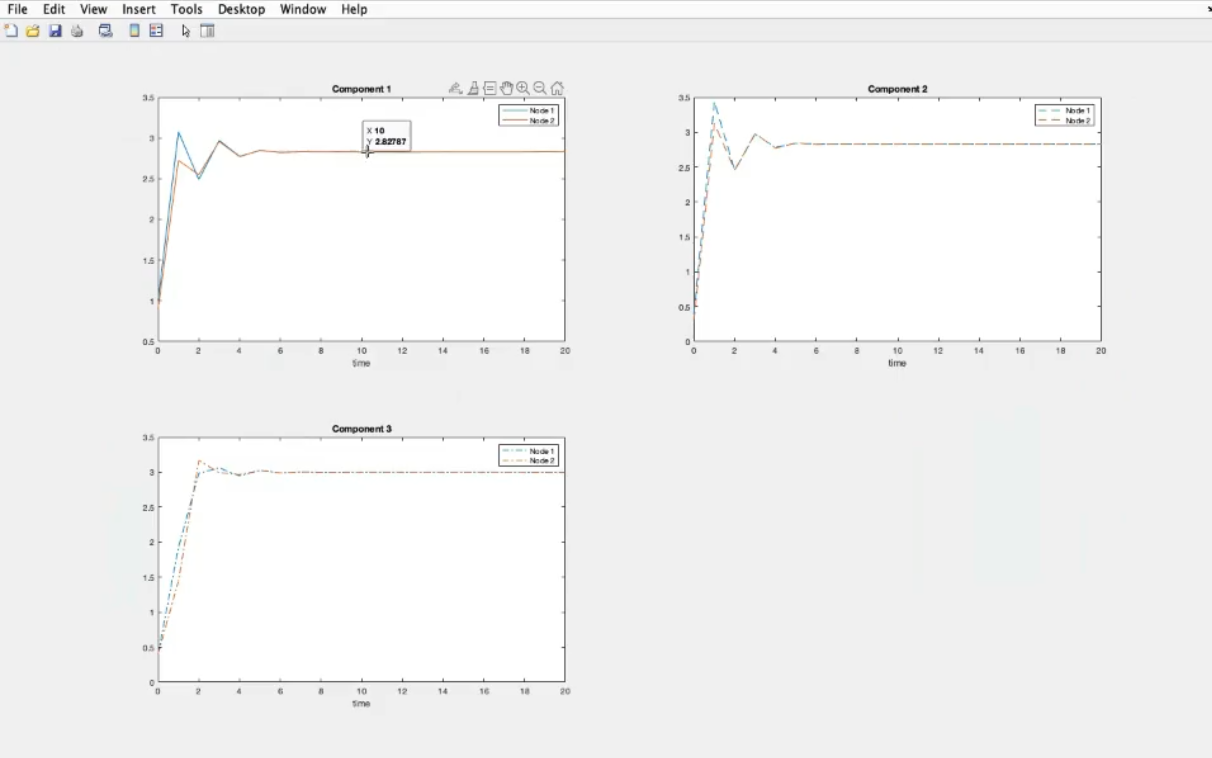 File Edit View Insert Tools Desktop Window Help
Component 1
3.5
3
2.5
2
1.5
1
0.5
Node 1
Node 2
X 10
Y 2.82787
0 2 4 6 8 10 12 14 16 18 20
time
Component 2
3.5
3
2.5
2
1.5
1
0.5
0
Node 1
Node 2
0 2 4 6 8 10 12 14 16 18 20
time
Component 3
3.5
3
2.5
2
1.5
1
0.5
0
Node 1
Node 2
0 2 4 6 8 10 12 14 16 18 20
time